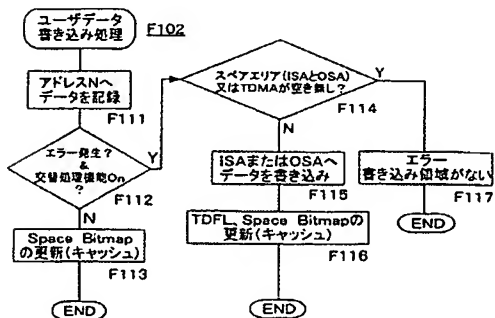 ユーザデータ
書き込み処理
F102
アドレスNへ
データを記録
F111
エラー発生?
&
交替処理機能On
?
Y
F112
N
Space Bitmap
の更新(キャッシュ)
F113
END
スペアエリア(ISAとOSA)
又はTDMAが空き無し?
Y
F114
N
ISAまたはOSAへ
データを書き込み
F115
TDFL、Space Bitmapの
更新(キャッシュ)
F116
END
エラー
書き込み領域がない
F117
END